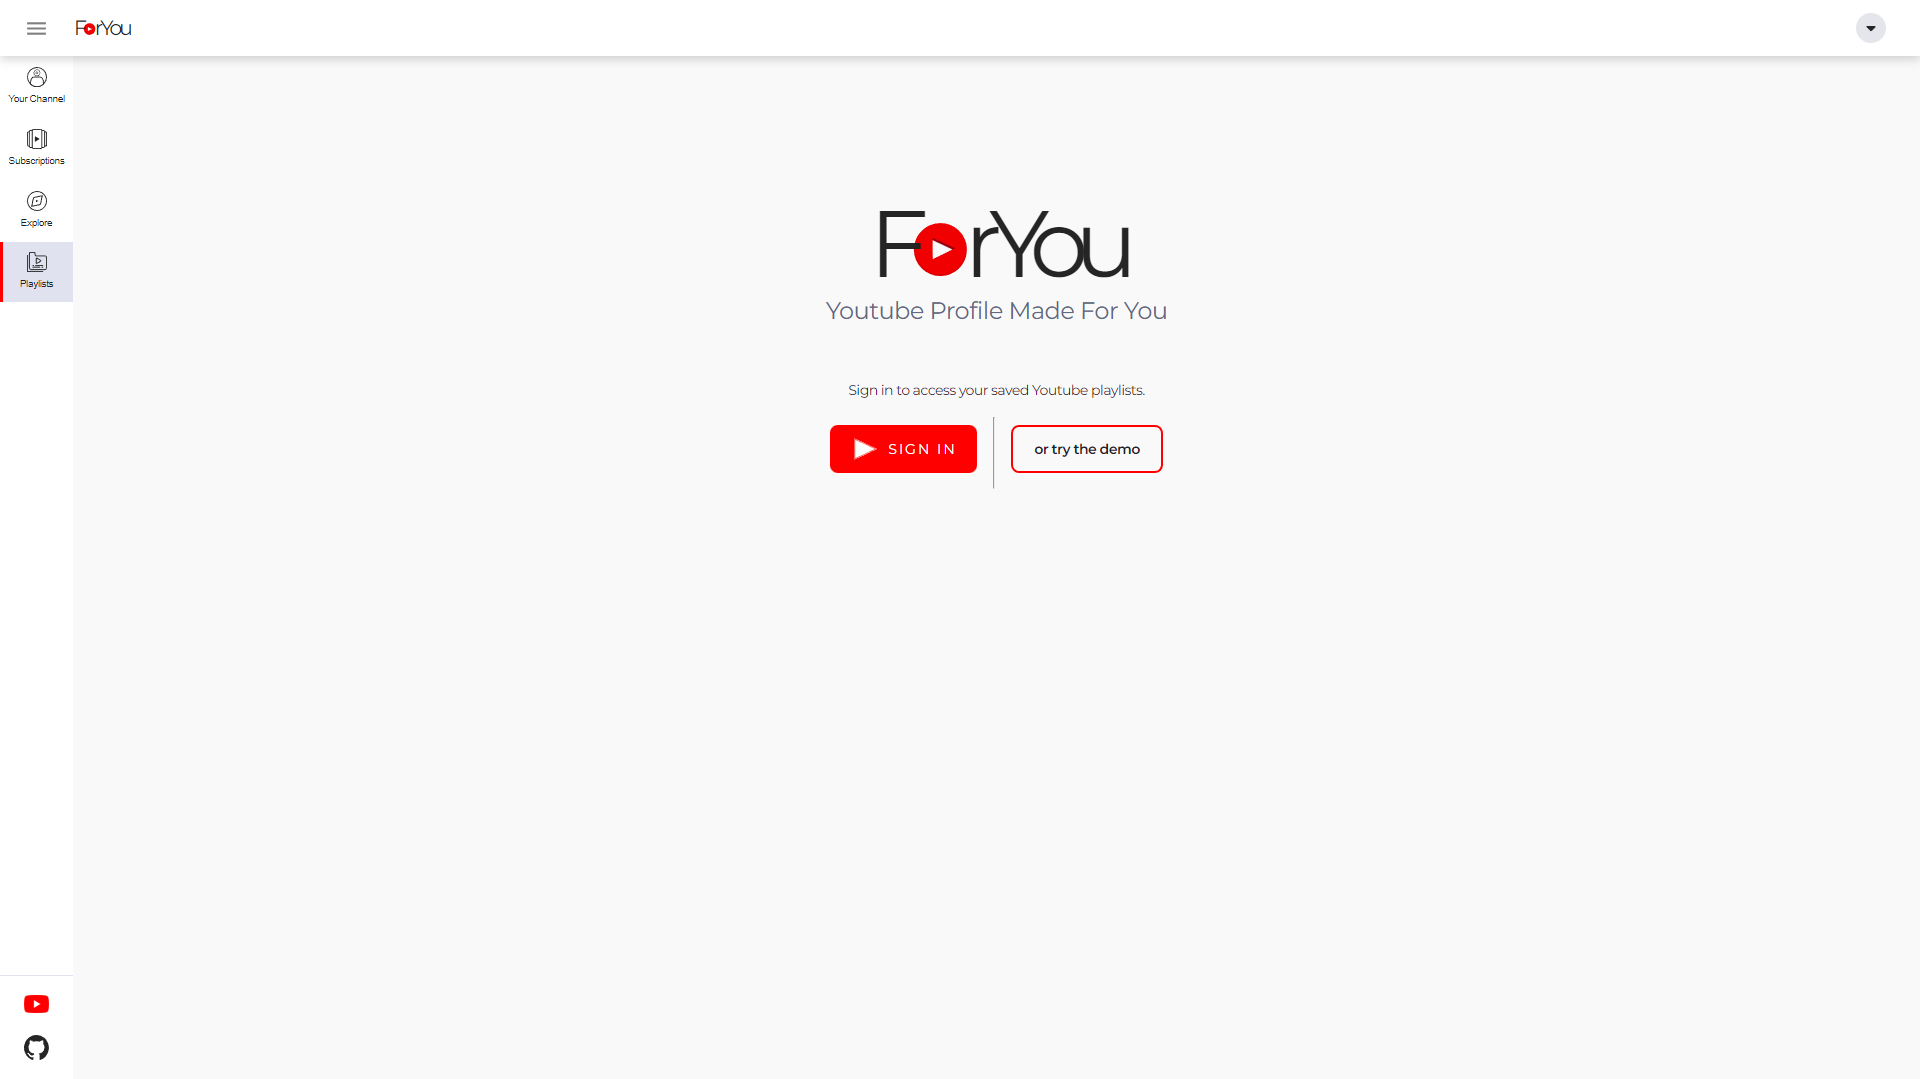 ForYou
Your Channel
Subscriptions
Explore
Playlists
ForYou
Youtube Profile Made For You
Sign in to access your saved Youtube playlists.
SIGN IN
or try the demo